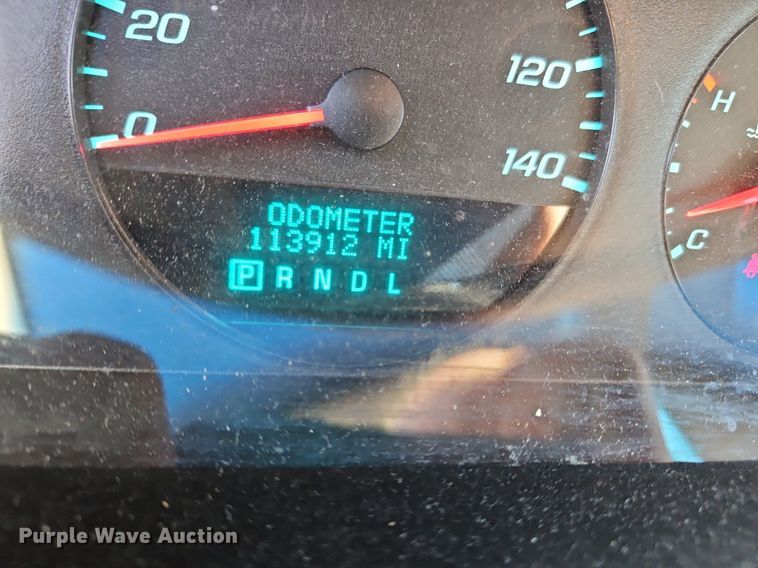 20
120
0
140
H
C
ODOMETER
113912 MI
P R N D L
Purple Wave Auction